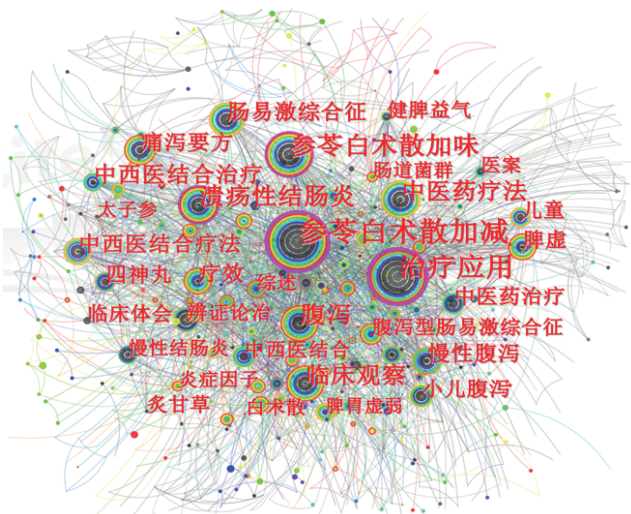 肠易激综合征
健脾益气
痛泻要方
参苓白术散加味
肠道菌群
医案
中西医结合治疗
溃疡性结肠炎
中医药疗法
太子参
儿童
参苓白术散加减
中西医结合疗法
脾虚
治疗应用
四神丸
疗效
综述
中医药治疗
临床体会
辨证论治
腹泻
腹泻型肠易激综合征
慢性结肠炎
中西医结合
慢性腹泻
炎症因子
临床观察
小儿腹泻
炙甘草
白术散
脾胃虚弱